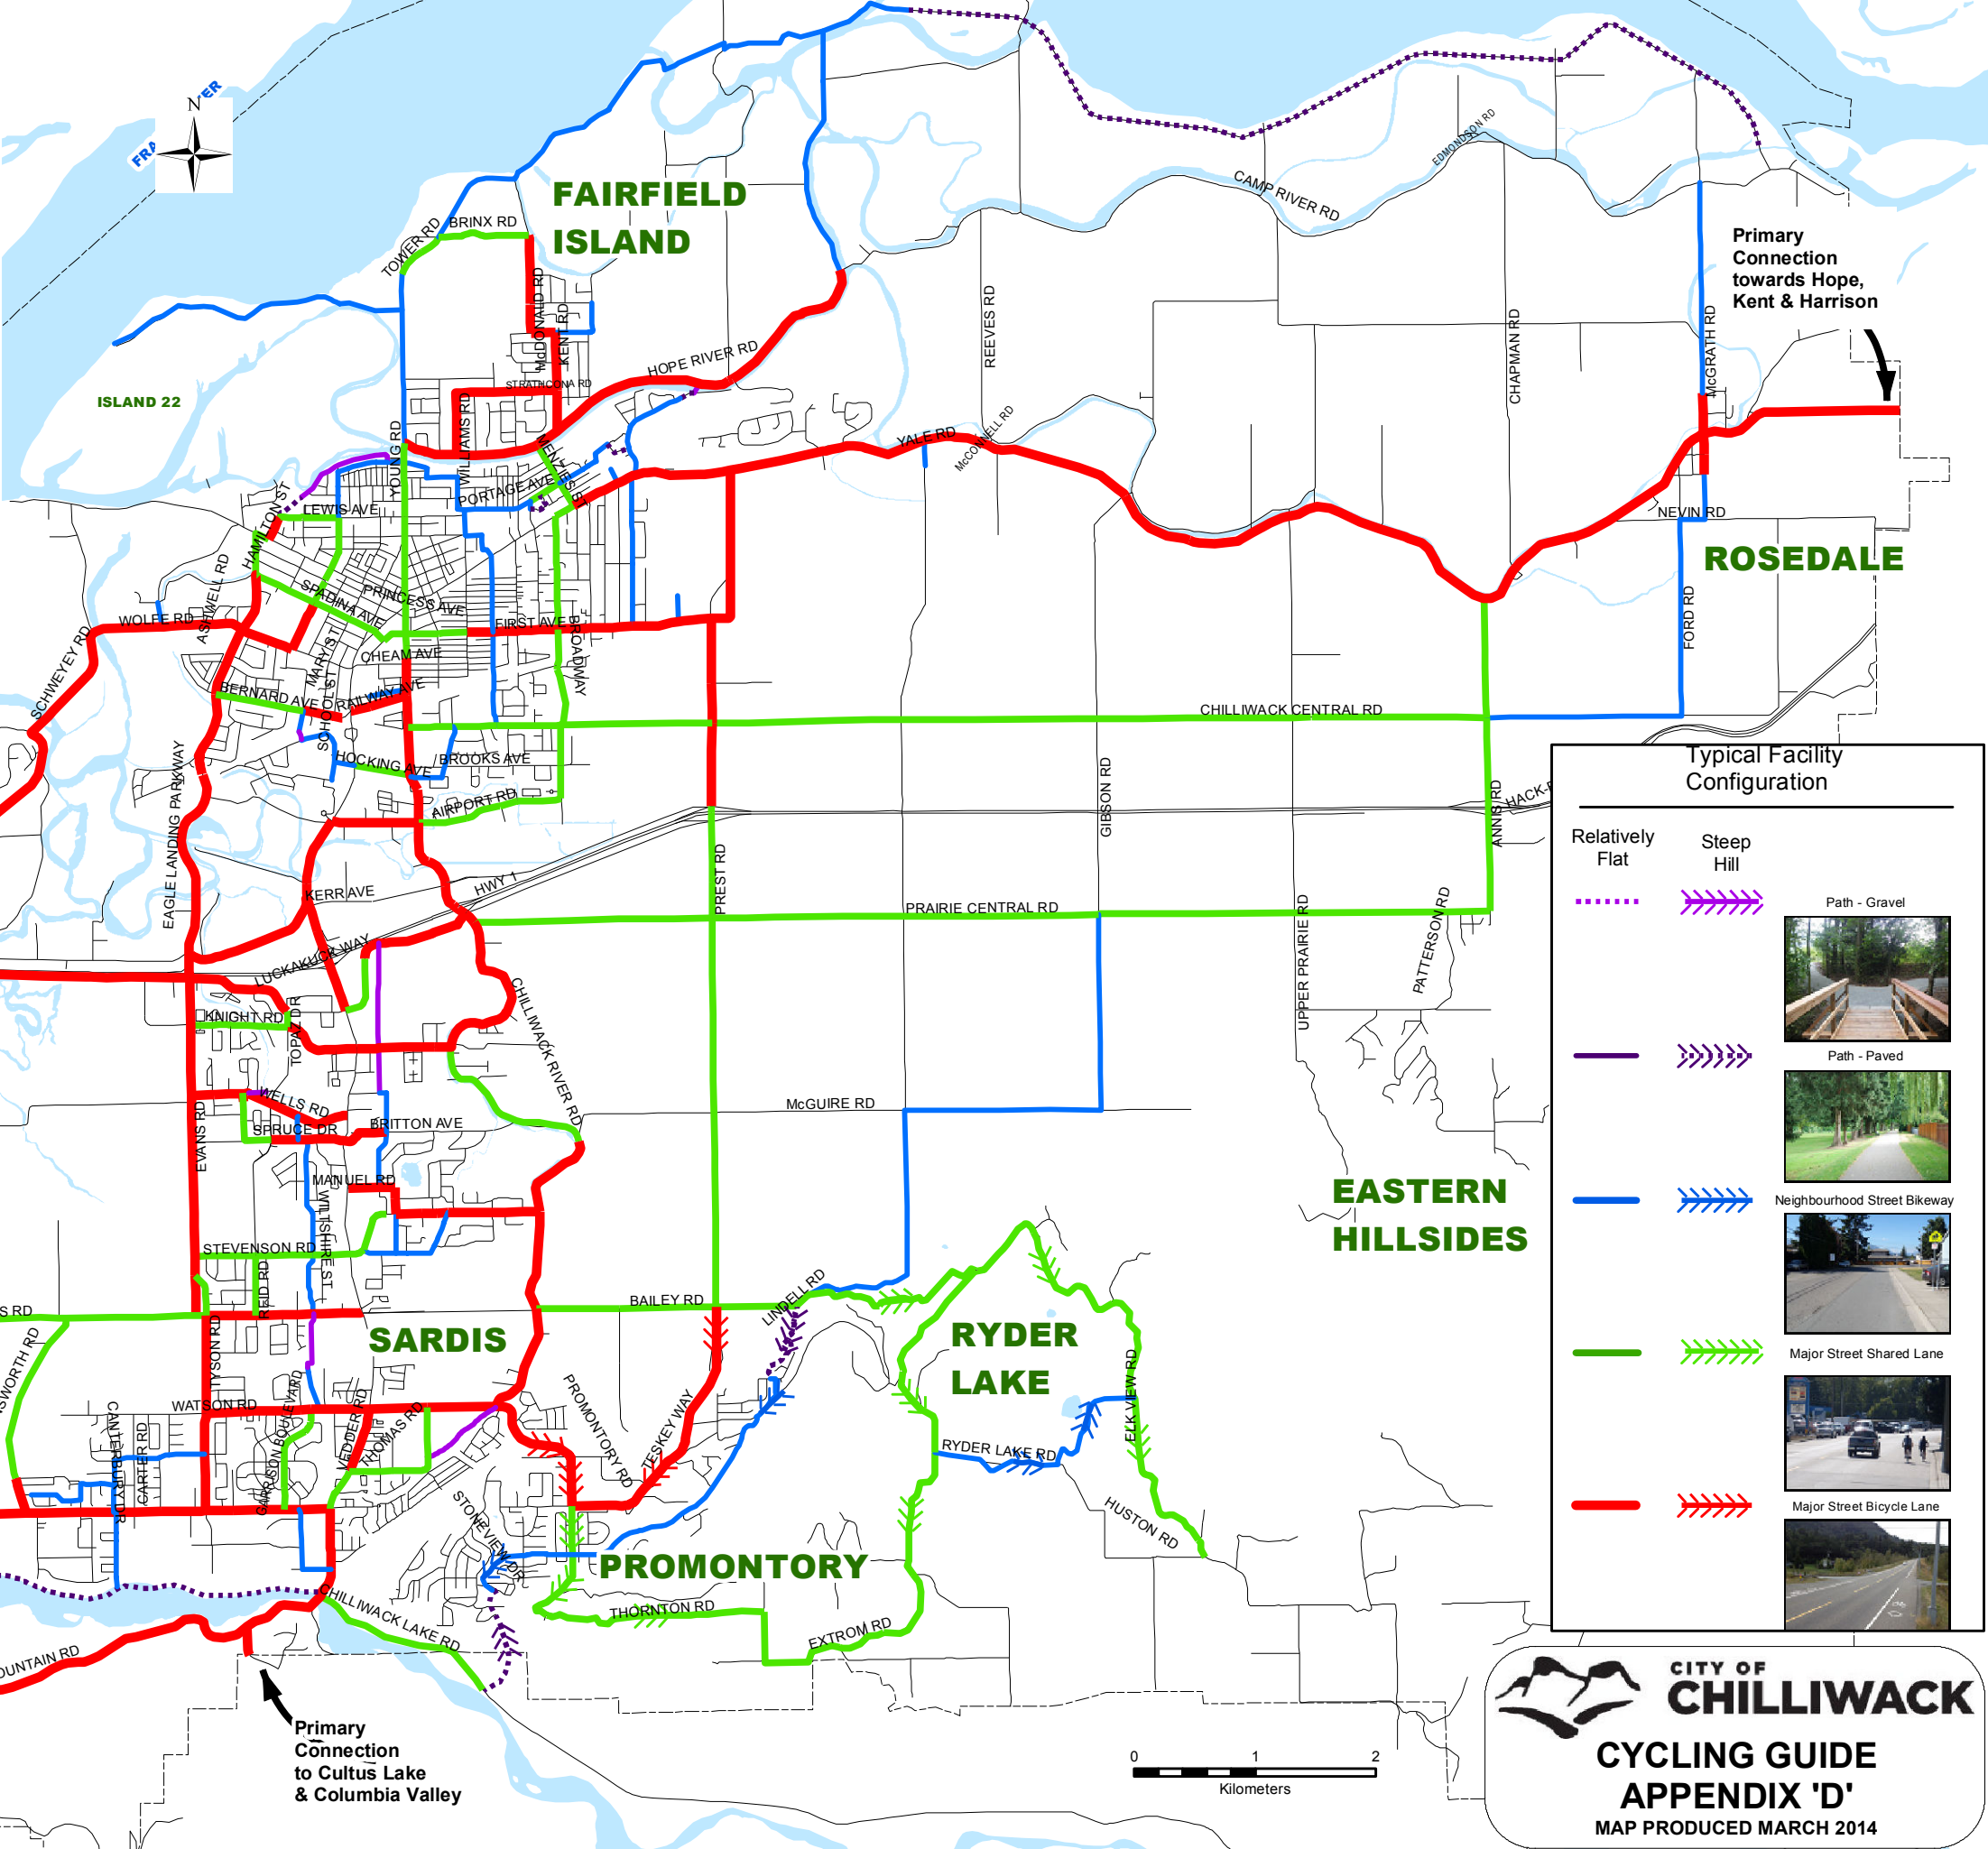 FRA
ER
N
FAIRFIELD
ISLAND
BRINX RD
TOWER RD
McDONALD RD
KENT RD
HOPE RIVER RD
STRATHCONA RD
WILLIAMS RD
YOUNG RD
MENZIES ST
PORTAGE AVE
ISLAND 22
EDMONDSON RD
CAMP RIVER RD
REEVES RD
CHAPMAN RD
McGRATH RD
Primary
Connection
towards Hope,
Kent & Harrison
YALE RD
McCONNELL RD
NEVIN RD
ROSEDALE
FORD RD
HAMILTON ST
LEWIS AVE
ASHWELL RD
SPADINA AVE
PRINCESS AVE
WOLFE RD
FIRST AVE
BROADWAY
SCHWEYEY RD
MARY ST
CHEAM AVE
BERNARD AVE
RAILWAY AVE
SCHOOL ST
HOCKING AVE
BROOKS AVE
AIRPORT RD
EAGLE LANDING PARKWAY
CHILLIWACK CENTRAL RD
GIBSON RD
ANNIS RD
HACK-
KERR AVE
HWY 1
PREST RD
PRAIRIE CENTRAL RD
UPPER PRAIRIE RD
PATTERSON RD
LUCKAKUCK WAY
KNIGHT RD
TOPAZ DR
CHILLIWACK RIVER RD
WELLS RD
SPRUCE DR
BRITTON AVE
EVANS RD
McGUIRE RD
MANUEL RD
WILTSHIRE ST
STEVENSON RD
REID RD
EASTERN
HILLSIDES
S RD
BAILEY RD
LINDELL RD
SARDIS
TYSON RD
RYDER
LAKE
SWORTH RD
WATSON RD
CANTERBURY DR
CARTER RD
GARRISON BOULEVARD
VEDDER RD
THOMAS RD
PROMONTORY RD
TESKEY WAY
ELK VIEW RD
RYDER LAKE RD
HUSTON RD
STONEVIEW DR
PROMONTORY
THORNTON RD
EXTROM RD
CHILLIWACK LAKE RD
OUNTAIN RD
Primary
Connection
to Cultus Lake
& Columbia Valley
0 1 2
Kilometers
Typical Facility
Configuration
Relatively
Flat
Steep
Hill
Path - Gravel
Path - Paved
Neighbourhood Street Bikeway
Major Street Shared Lane
Major Street Bicycle Lane
CITY OF
CHILLIWACK
CYCLING GUIDE
APPENDIX 'D'
MAP PRODUCED MARCH 2014